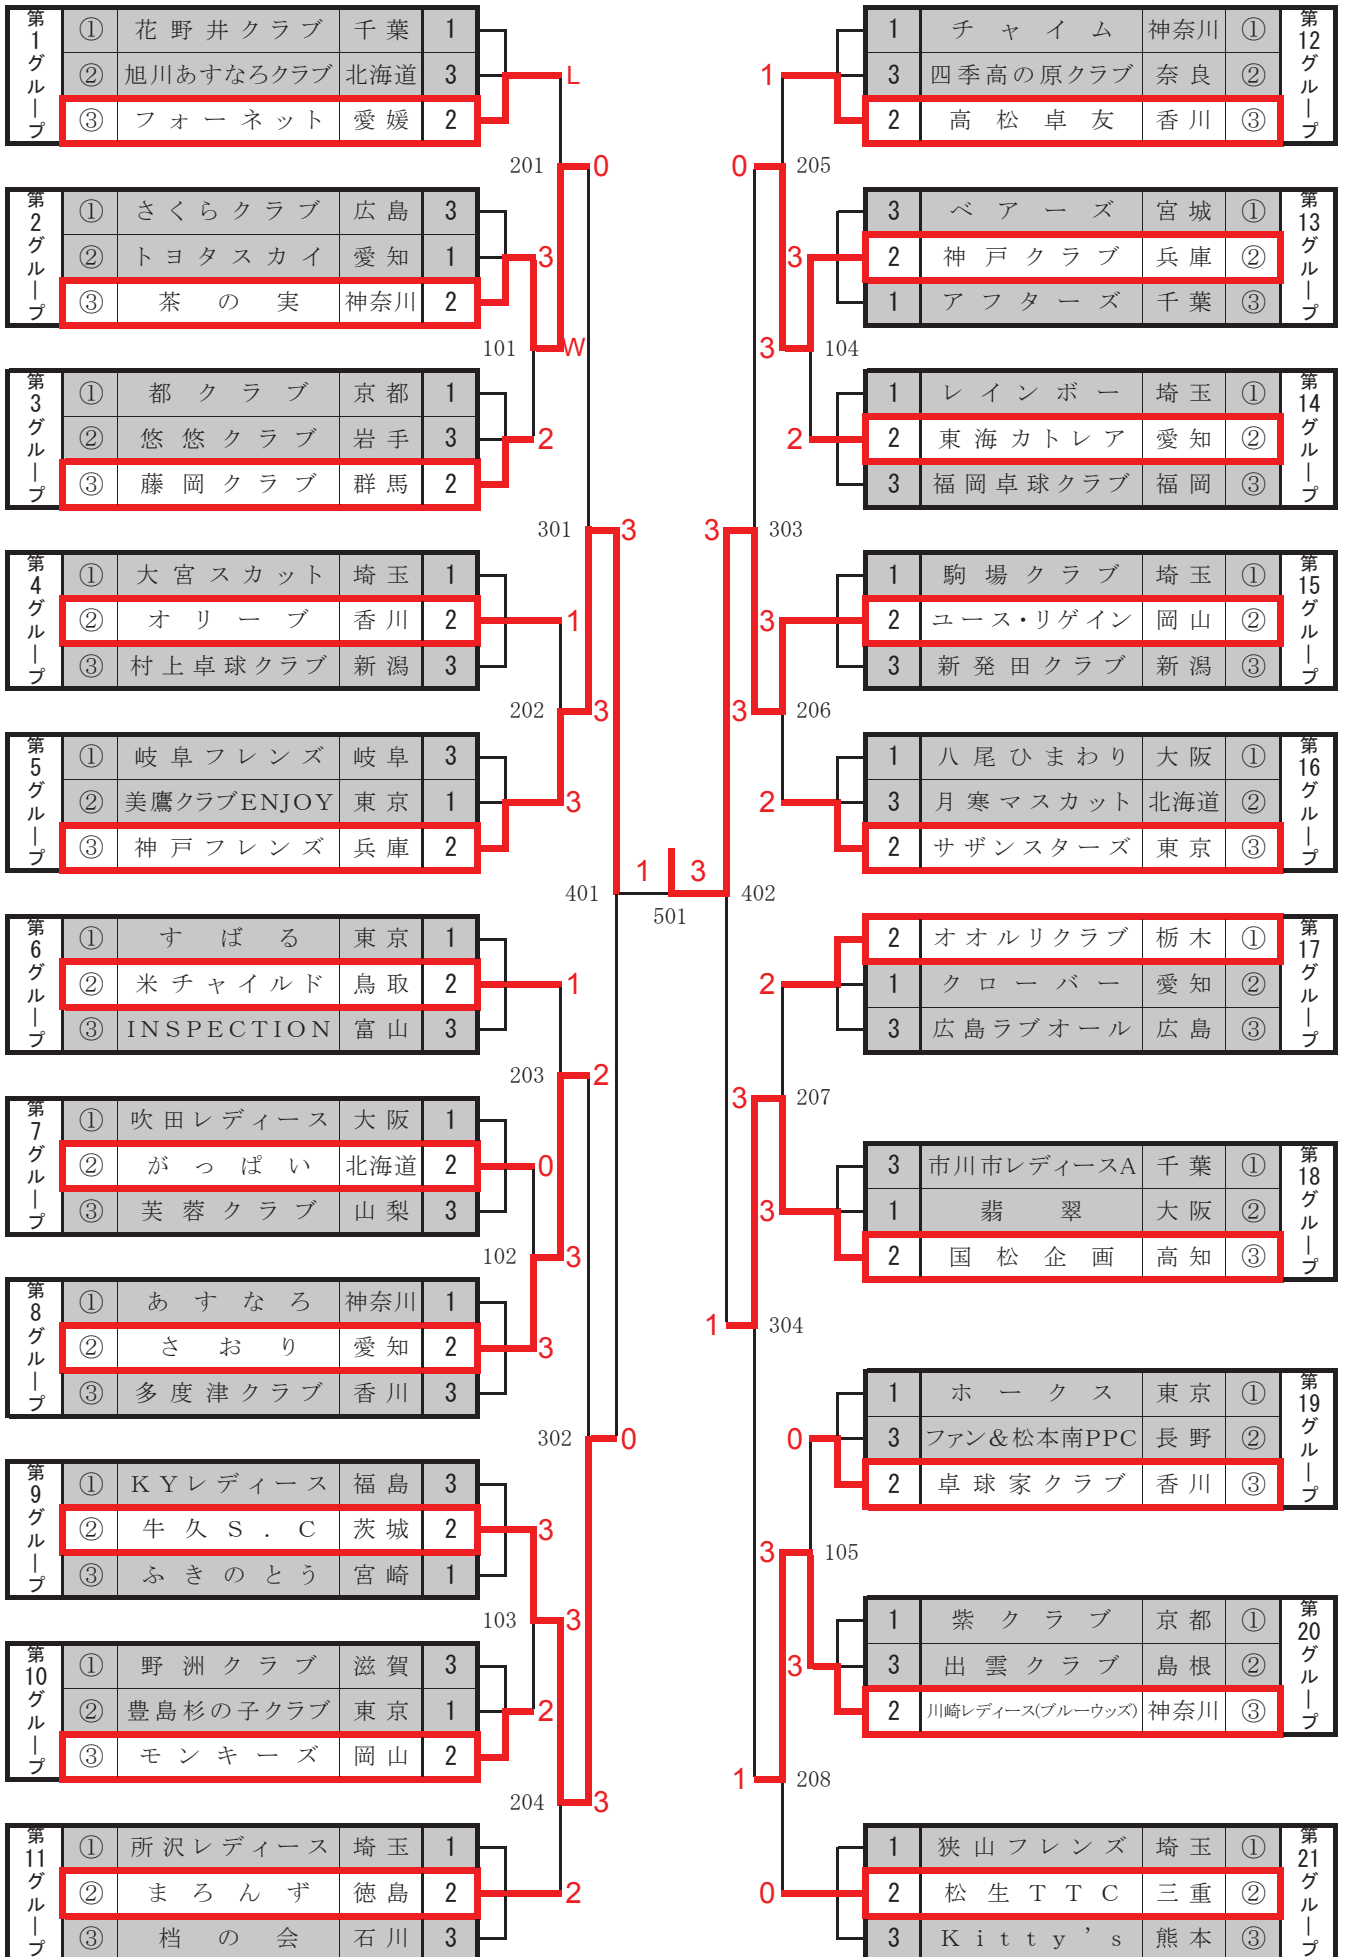 第1グループ
① 花野井クラブ 千葉 1
② 旭川あすなろクラブ 北海道 3
③ フォーネット 愛媛 2
L
201
0
第2グループ
① さくらクラブ 広島 3
② トヨタスカイ 愛知 1
③ 茶の実 神奈川 2
3
101
W
第3グループ
① 都クラブ 京都 1
② 悠悠クラブ 岩手 3
③ 藤岡クラブ 群馬 2
2
301
3
第4グループ
① 大宮スカット 埼玉 1
② オリーブ 香川 2
③ 村上卓球クラブ 新潟 3
1
202
3
第5グループ
① 岐阜フレンズ 岐阜 3
② 美鷹クラブENJOY 東京 1
③ 神戸フレンズ 兵庫 2
3
401
第6グループ
① すばる 東京 1
② 米チャイルド 鳥取 2
③ INSPECTION 富山 3
1
203
2
第7グループ
① 吹田レディース 大阪 1
② がっぱい 北海道 2
③ 芙蓉クラブ 山梨 3
0
102
3
第8グループ
① あすなろ 神奈川 1
② さおり 愛知 2
③ 多度津クラブ 香川 3
3
302
0
第9グループ
① KYレディース 福島 3
② 牛久S.C 茨城 2
③ ふきのとう 宮崎 1
3
103
3
第10グループ
① 野洲クラブ 滋賀 3
② 豊島杉の子クラブ 東京 1
③ モンキーズ 岡山 2
2
204
3
第11グループ
① 所沢レディース 埼玉 1
② まろんず 徳島 2
③ 档の会 石川 3
2
1 3
501
第12グループ
1 チャイム 神奈川 ①
3 四季高の原クラブ 奈良 ②
2 高松卓友 香川 ③
1
0
205
第13グループ
3 ベアーズ 宮城 ①
2 神戸クラブ 兵庫 ②
1 アフターズ 千葉 ③
3
3
104
第14グループ
1 レインボー 埼玉 ①
2 東海カトレア 愛知 ②
3 福岡卓球クラブ 福岡 ③
2
3
303
第15グループ
1 駒場クラブ 埼玉 ①
2 ユース・リゲイン 岡山 ②
3 新発田クラブ 新潟 ③
3
3
206
第16グループ
1 八尾ひまわり 大阪 ①
3 月寒マスカット 北海道 ②
2 サザンスターズ 東京 ③
2
402
第17グループ
2 オオルリクラブ 栃木 ①
1 クローバー 愛知 ②
3 広島ラブオール 広島 ③
2
3
207
第18グループ
3 市川市レディースA 千葉 ①
1 翡翠 大阪 ②
2 国松企画 高知 ③
3
1
304
第19グループ
1 ホークス 東京 ①
3 ファン&松本南PPC 長野 ②
2 卓球家クラブ 香川 ③
0
3
105
第20グループ
1 紫クラブ 京都 ①
3 出雲クラブ 島根 ②
2 川崎レディース(ブルーウッズ) 神奈川 ③
3
1
208
第21グループ
1 狭山フレンズ 埼玉 ①
2 松生TTC 三重 ②
3 Kitty's 熊本 ③
0